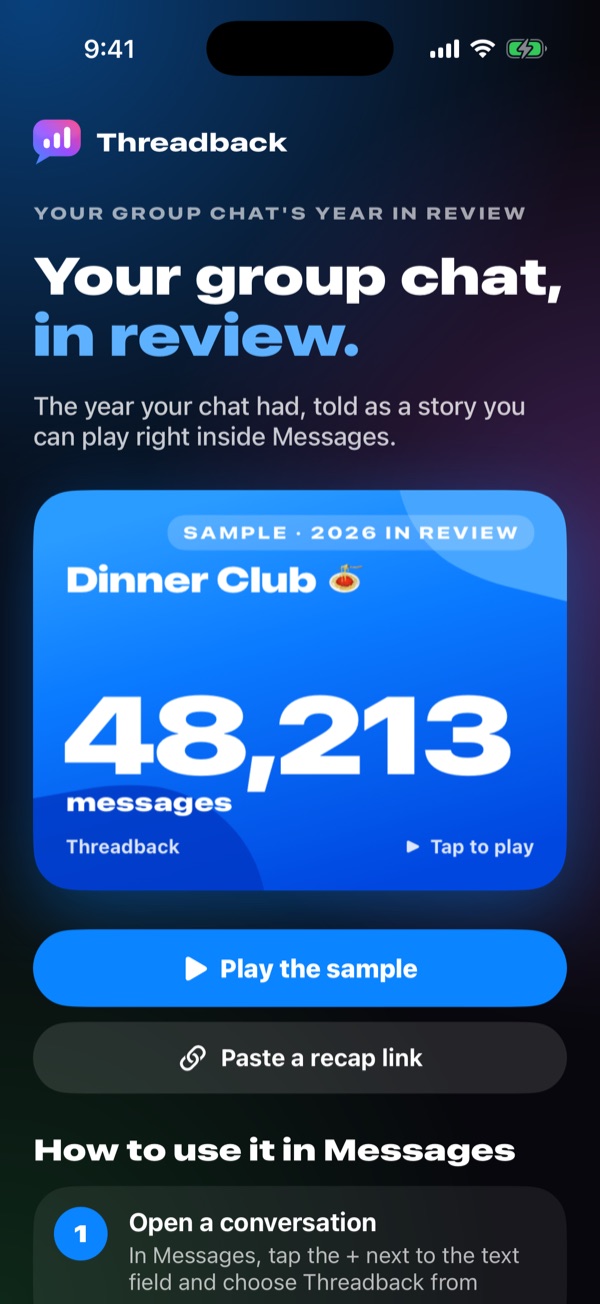 9:41
Threadback
YOUR GROUP CHAT'S YEAR IN REVIEW
Your group chat,
in review.
The year your chat had, told as a story you
can play right inside Messages.
SAMPLE · 2026 IN REVIEW
Dinner Club 🍝
48,213
messages
Threadback
Tap to play
Play the sample
Paste a recap link
How to use it in Messages
1
Open a conversation
In Messages, tap the + next to the text
field and choose Threadback from